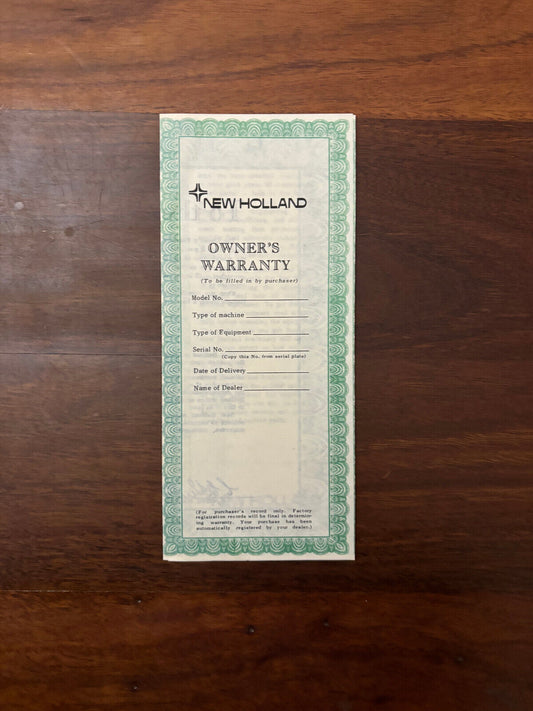 NEW HOLLAND
OWNER'S
WARRANTY
(To be filled in by purchaser)
Model No.
Type of machine
Type of Equipment
Serial No.
(Copy this No. from serial plate)
Date of Delivery
Name of Dealer
(For purchaser's record only. Factory
registration records will be final in determin-
ing warranty. Your purchase has been
automatically registered by your dealer.)